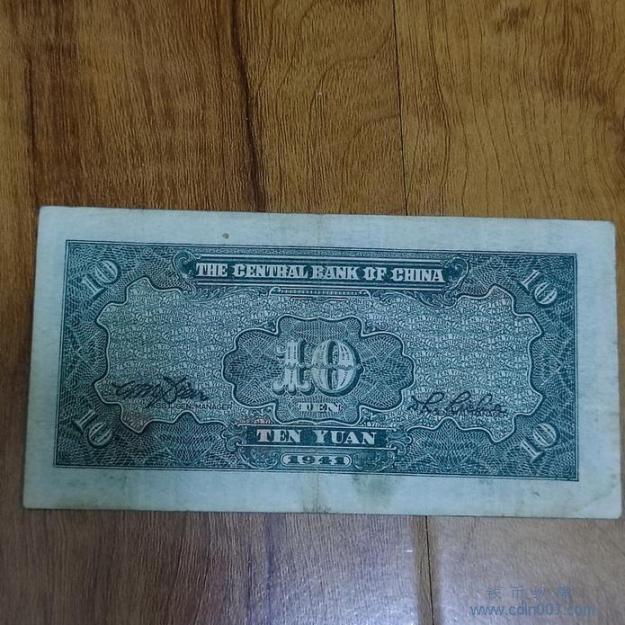 10 THE CENTRAL BANK OF CHINA 10
10
TEN
10 TEN YUAN 10
1941
www.cdin001.com